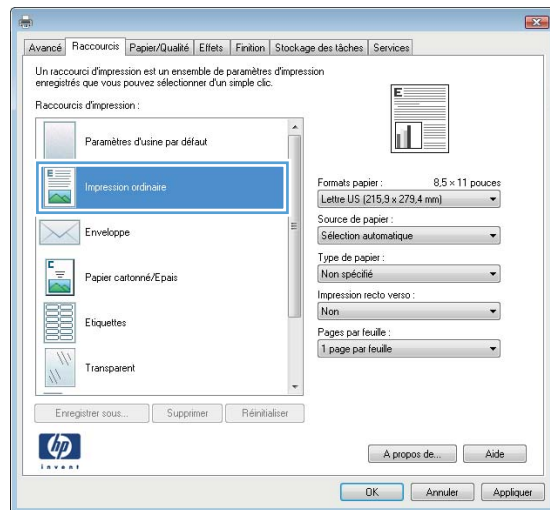 Avancé Raccourcis Papier/Qualité Effets Finition Stockage des tâches Services
Un raccourci d'impression est un ensemble de paramètres d'impression
enregistrés que vous pouvez sélectionner d'un simple clic.
Raccourcis d'impression :
Paramètres d'usine par défaut
Impression ordinaire
Enveloppe
Papier cartonné/Epais
Etiquettes
Transparent
E
Formats papier : 8,5 × 11 pouces
Lettre US (215,9 x 279,4 mm)
Source de papier :
Sélection automatique
Type de papier :
Non spécifié
Impression recto verso :
Non
Pages par feuille :
1 page par feuille
Enregistrer sous... Supprimer Réinitialiser
hp
invent
A propos de... Aide
OK Annuler Appliquer